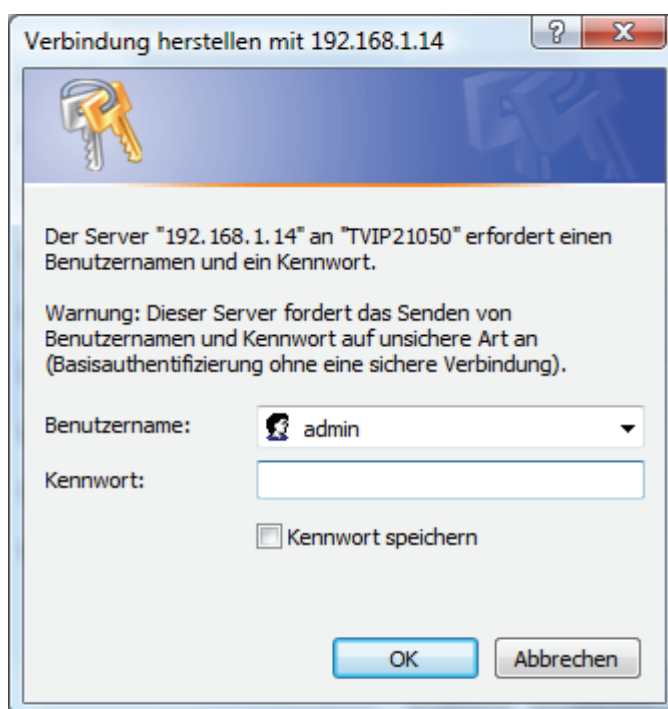 Verbindung herstellen mit 192.168.1.14
Der Server "192.168.1.14" an "TVIP21050" erfordert einen
Benutzernamen und ein Kennwort.
Warnung: Dieser Server fordert das Senden von
Benutzernamen und Kennwort auf unsichere Art an
(Basisauthentifizierung ohne eine sichere Verbindung).
Benutzername:
admin
Kennwort:
Kennwort speichern
OK
Abbrechen